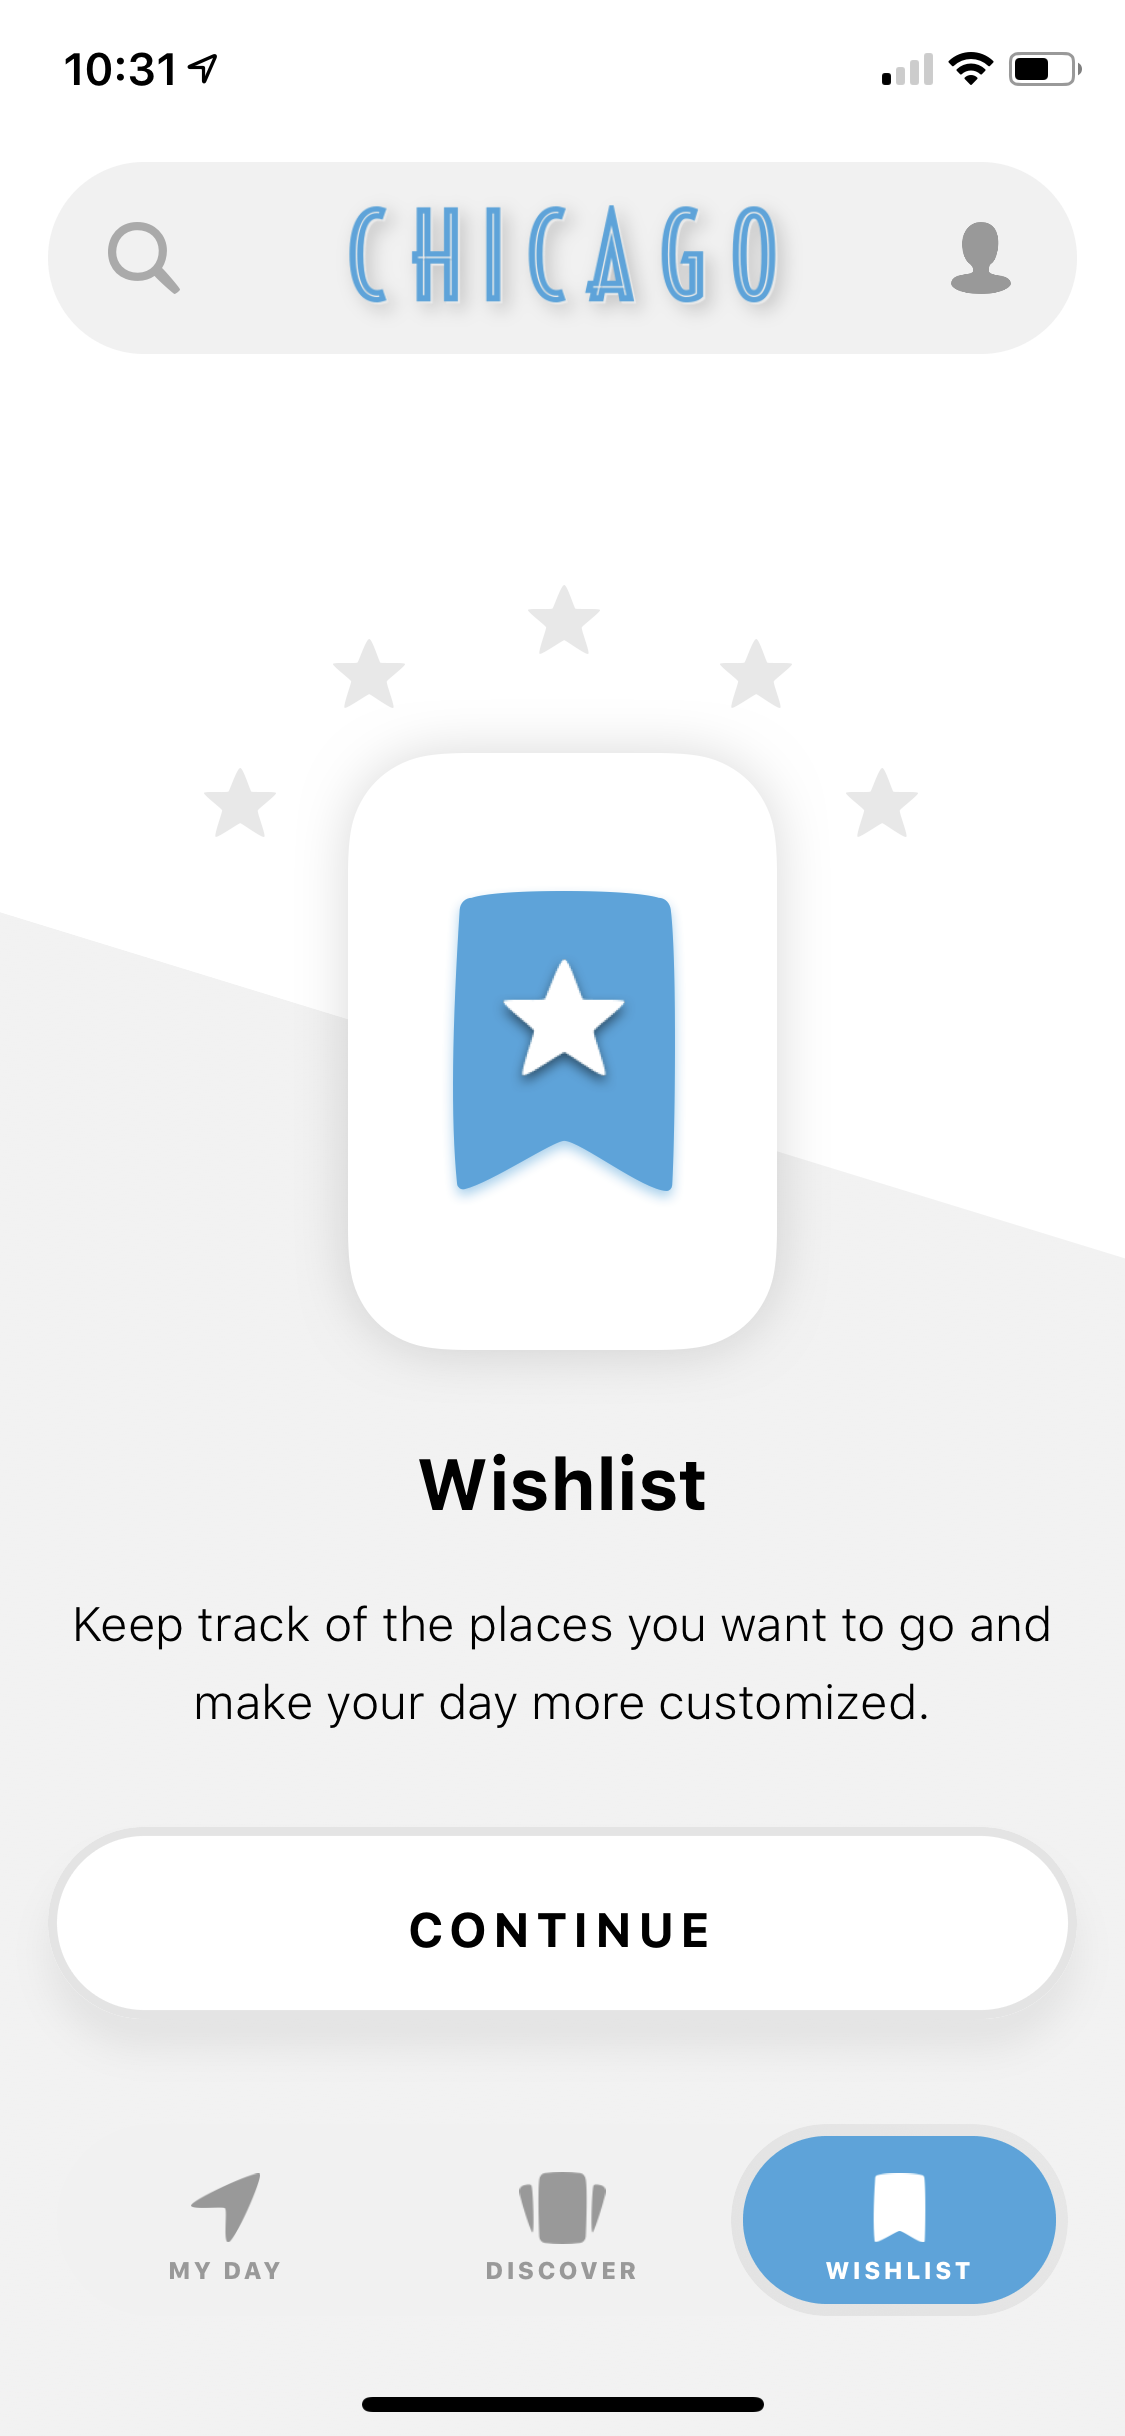 10:31
CHICAGO
Wishlist
Keep track of the places you want to go and
make your day more customized.
CONTINUE
MY DAY
DISCOVER
WISHLIST